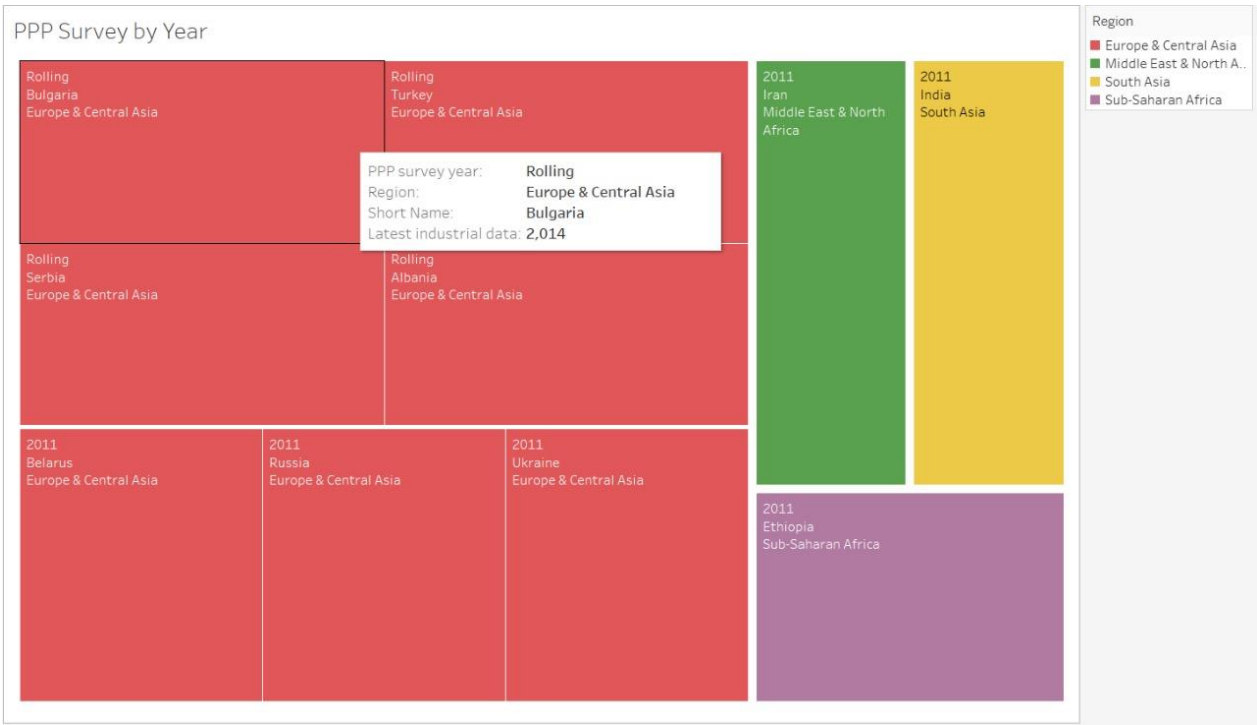 PPP Survey by Year
Rolling
Bulgaria
Europe & Central Asia
Rolling
Turkey
Europe & Central Asia
PPP survey year: Rolling
Region: Europe & Central Asia
Short Name: Bulgaria
Latest industrial data: 2,014
Rolling
Serbia
Europe & Central Asia
Rolling
Albania
Europe & Central Asia
2011
Belarus
Europe & Central Asia
2011
Russia
Europe & Central Asia
2011
Ukraine
Europe & Central Asia
2011
Iran
Middle East & North
Africa
2011
India
South Asia
2011
Ethiopia
Sub-Saharan Africa
Region
Europe & Central Asia
Middle East & North A..
South Asia
Sub-Saharan Africa